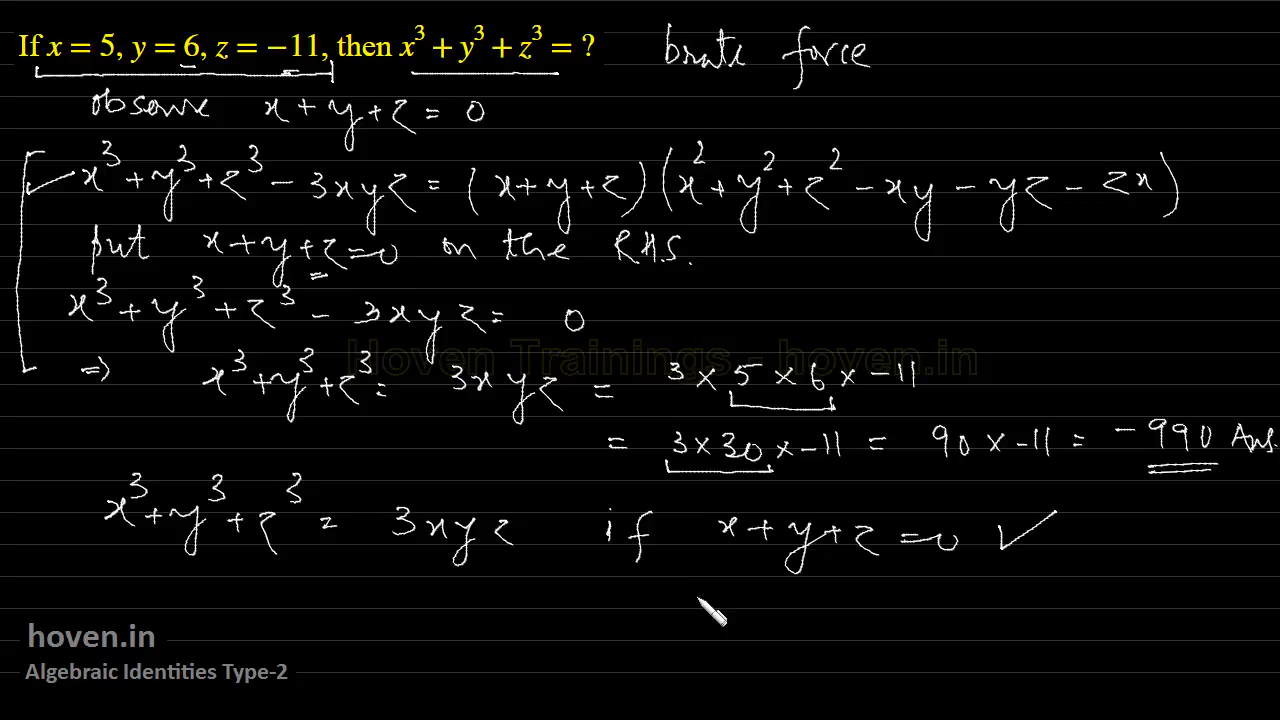 If x = 5, y = 6, z = −11, then x³ + y³ + z³ = ? brute force
observe x + y + z = 0
x³ + y³ + z³ − 3xyz = (x + y + z)(x² + y² + z² − xy − yz − zx)
put x + y + z = 0 on the RHS.
x³ + y³ + z³ − 3xyz = 0
Hoven Trainings - hoven.in
⇒ x³ + y³ + z³ = 3xyz = 3 × 5 × 6 × −11
= 3 × 30 × −11 = 90 × −11 = −990 Ans.
x³ + y³ + z³ = 3xyz if x + y + z = 0 ✓
hoven.in
Algebraic Identities Type-2